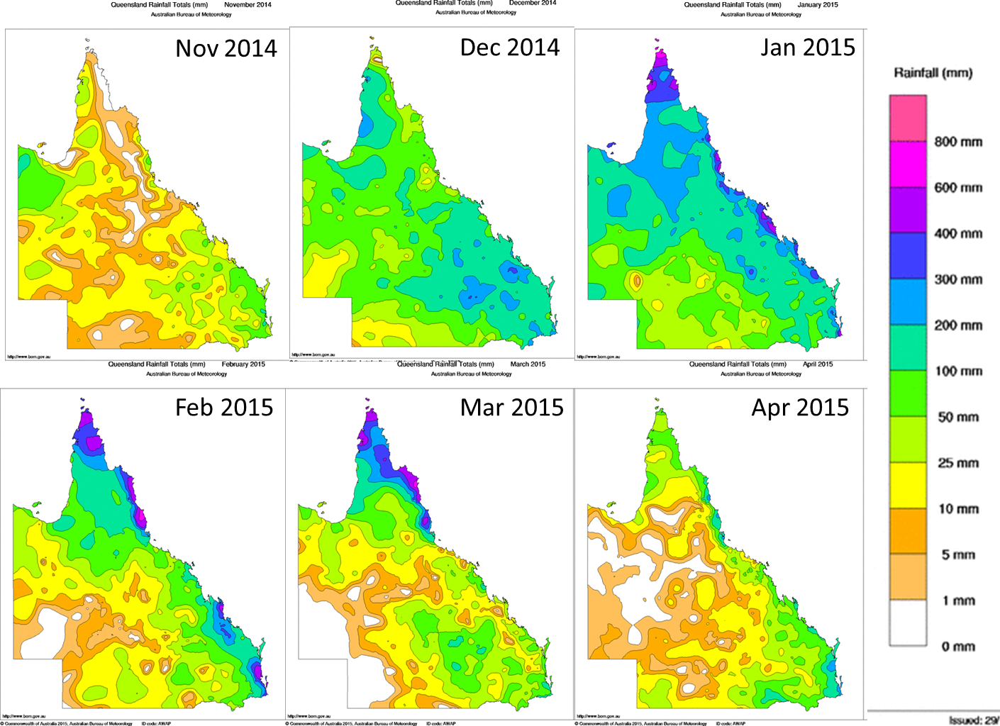 Queensland Rainfall Totals (mm) November 2014
Australian Bureau of Meteorology
Nov 2014
http://www.bom.gov.au
Queensland Rainfall Totals (mm) December 2014
Australian Bureau of Meteorology
Dec 2014
http://www.bom.gov.au
Queensland Rainfall Totals (mm) January 2015
Australian Bureau of Meteorology
Jan 2015
Rainfall (mm)
800 mm
600 mm
400 mm
300 mm
200 mm
100 mm
50 mm
25 mm
10 mm
5 mm
1 mm
0 mm
Issued: 29/
Queensland Rainfall Totals (mm) February 2015
Australian Bureau of Meteorology
Feb 2015
http://www.bom.gov.au
© Commonwealth of Australia 2015, Australian Bureau of Meteorology ID code: AWAP
Queensland Rainfall Totals (mm) March 2015
Australian Bureau of Meteorology
Mar 2015
http://www.bom.gov.au
© Commonwealth of Australia 2015, Australian Bureau of Meteorology ID code: AWAP
Queensland Rainfall Totals (mm) April 2015
Australian Bureau of Meteorology
Apr 2015
http://www.bom.gov.au
© Commonwealth of Australia 2015, Australian Bureau of Meteorology ID code: AWAP